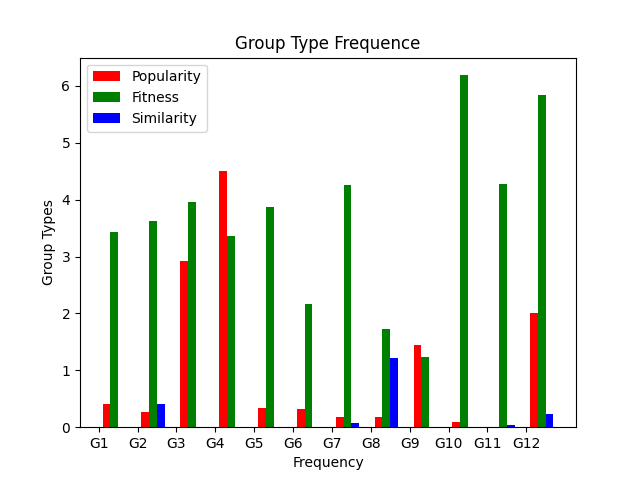 Group Type Frequence
Popularity
Fitness
Similarity
6
5
4
3
2
1
0
Group Types
G1 G2 G3 G4 G5 G6 G7 G8 G9 G10 G11 G12
Frequency